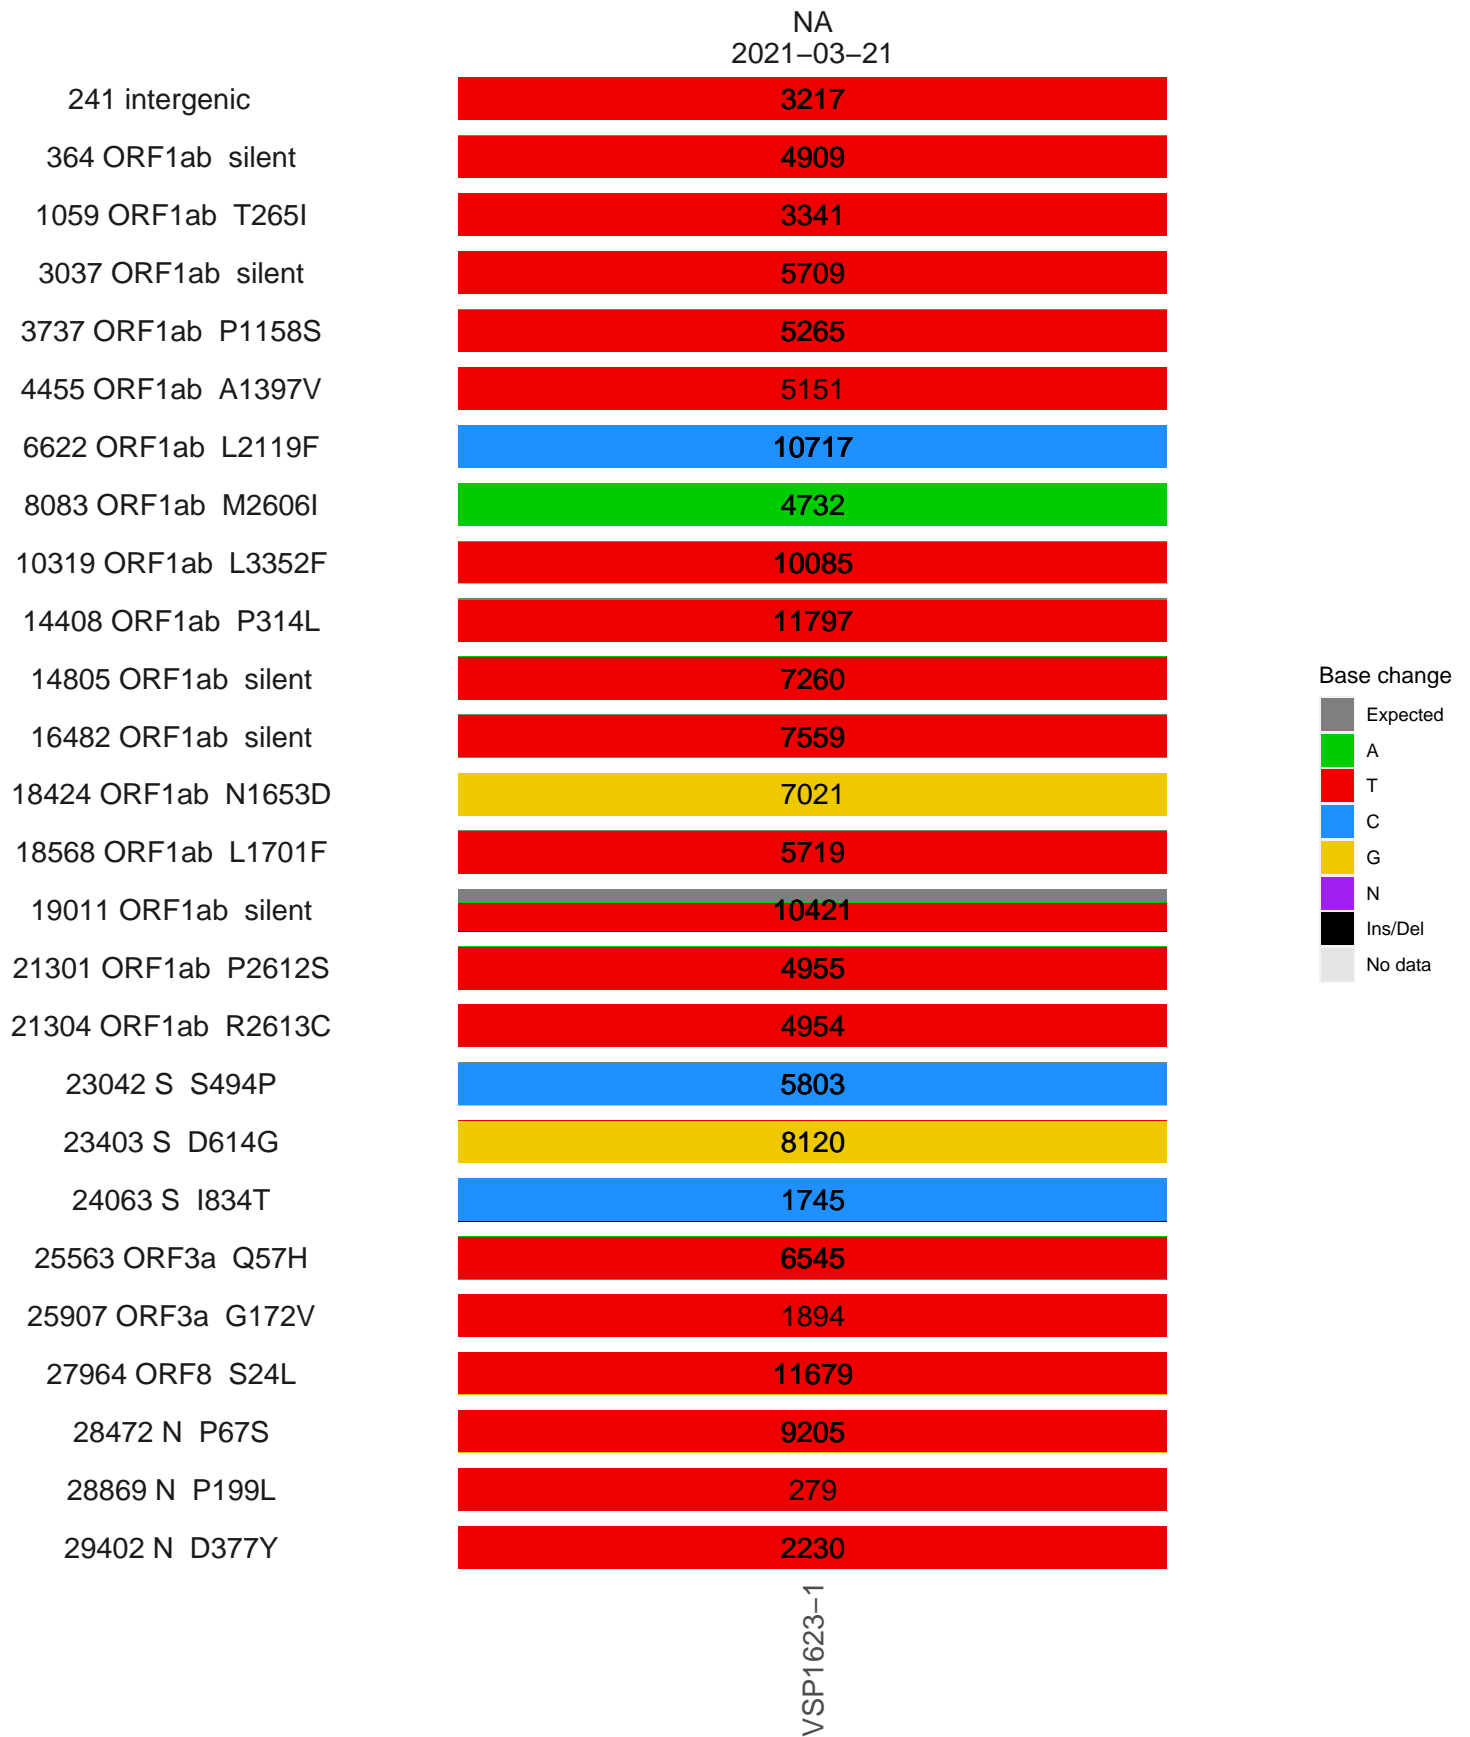 NA
2021−03−21
241 intergenic 3217
364 ORF1ab silent 4909
1059 ORF1ab T265I 3341
3037 ORF1ab silent 5709
3737 ORF1ab P1158S 5265
4455 ORF1ab A1397V 5151
6622 ORF1ab L2119F 10717
8083 ORF1ab M2606I 4732
10319 ORF1ab L3352F 10085
14408 ORF1ab P314L 11797
14805 ORF1ab silent 7260
16482 ORF1ab silent 7559
18424 ORF1ab N1653D 7021
18568 ORF1ab L1701F 5719
19011 ORF1ab silent 10421
21301 ORF1ab P2612S 4955
21304 ORF1ab R2613C 4954
23042 S S494P 5803
23403 S D614G 8120
24063 S I834T 1745
25563 ORF3a Q57H 6545
25907 ORF3a G172V 1894
27964 ORF8 S24L 11679
28472 N P67S 9205
28869 N P199L 279
29402 N D377Y 2230
VSP1623−1
Base change
Expected
A
T
C
G
N
Ins/Del
No data